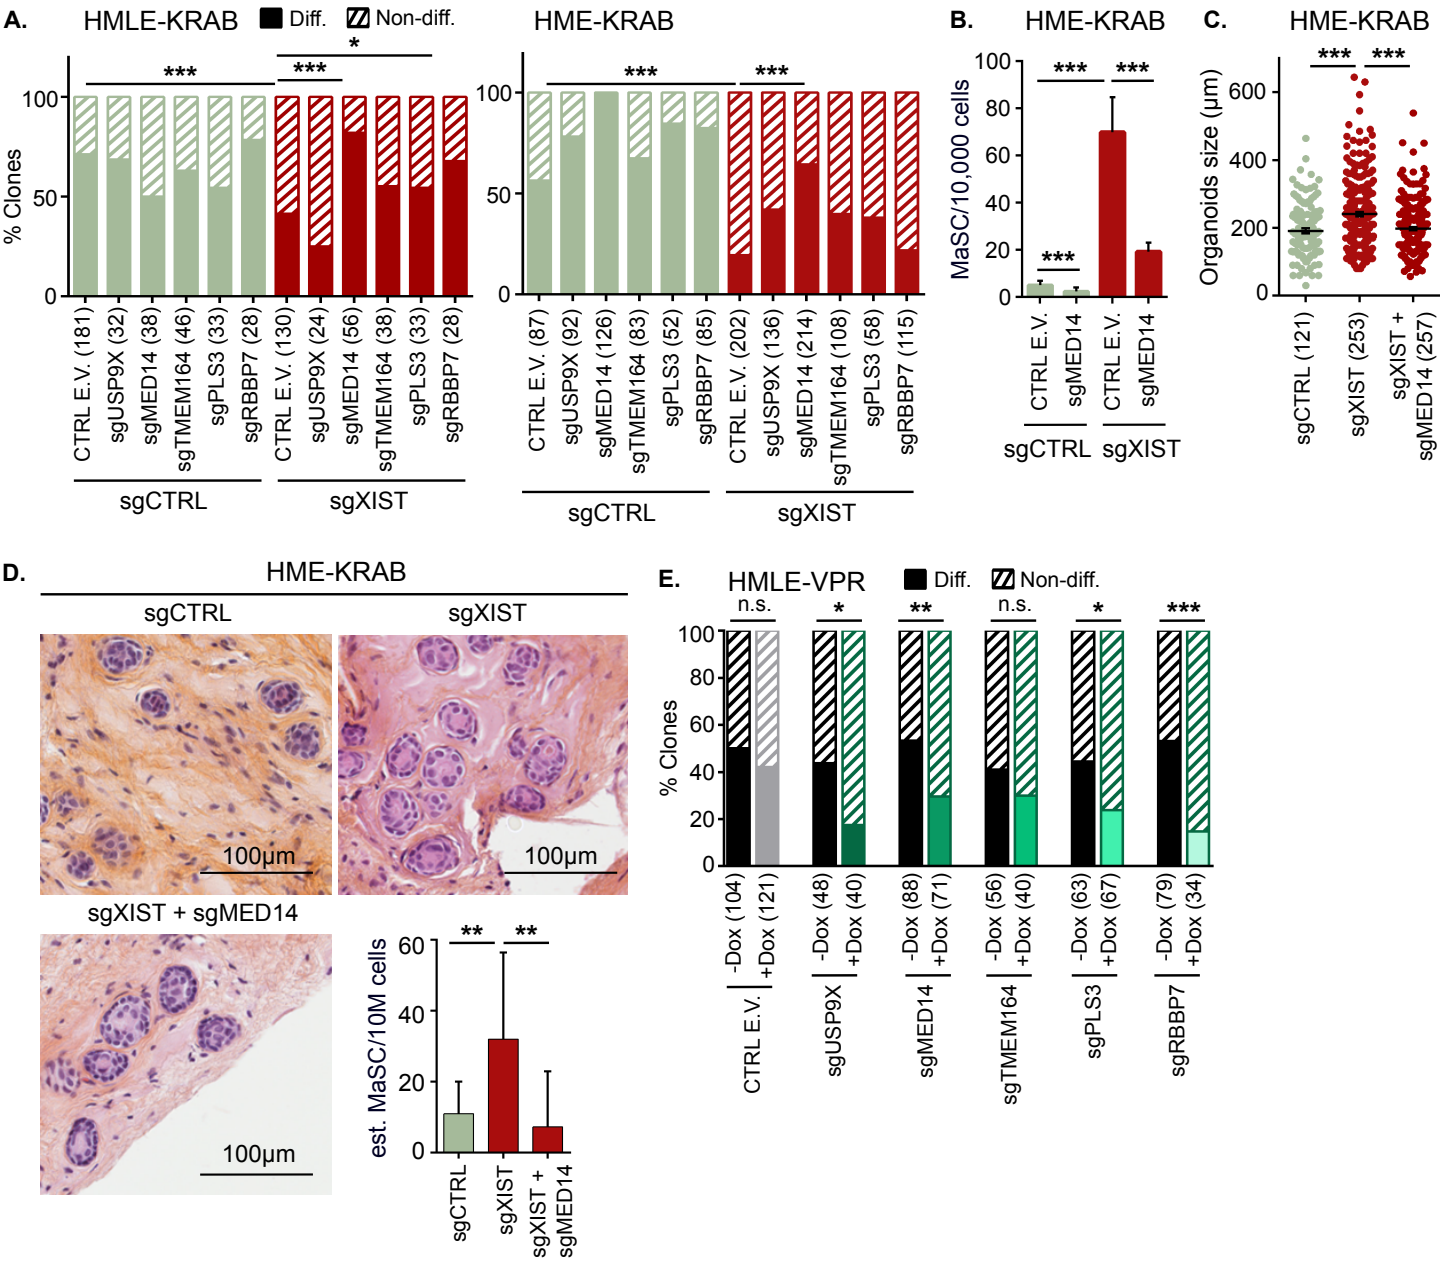 A.
HMLE-KRAB
Diff.
Non-diff.
HME-KRAB
*
***
***
% Clones
100
50
0
CTRL E.V. (181)
sgUSP9X (32)
sgMED14 (38)
sgTMEM164 (46)
sgPLS3 (33)
sgRBBP7 (28)
CTRL E.V. (130)
sgUSP9X (24)
sgMED14 (56)
sgTMEM164 (38)
sgPLS3 (33)
sgRBBP7 (28)
sgCTRL
sgXIST
***
***
100
50
0
CTRL E.V. (87)
sgUSP9X (92)
sgMED14 (126)
sgTMEM164 (83)
sgPLS3 (52)
sgRBBP7 (85)
CTRL E.V. (202)
sgUSP9X (136)
sgMED14 (214)
sgTMEM164 (108)
sgPLS3 (58)
sgRBBP7 (115)
sgCTRL
sgXIST
B.
HME-KRAB
MaSC/10,000 cells
100
80
60
40
20
0
***
***
***
CTRL E.V.
sgMED14
CTRL E.V.
sgMED14
sgCTRL
sgXIST
C.
HME-KRAB
Organoids size (µm)
600
400
200
0
***
***
sgCTRL (121)
sgXIST (253)
sgXIST +
sgMED14 (257)
D.
HME-KRAB
sgCTRL
sgXIST
100µm
100µm
sgXIST + sgMED14
100µm
est. MaSC/10M cells
60
40
20
0
**
**
sgCTRL
sgXIST
sgXIST +
sgMED14
E.
HMLE-VPR
Diff.
Non-diff.
n.s.
*
**
n.s.
*
***
% Clones
100
80
60
40
20
0
-Dox (104)
+Dox (121)
-Dox (48)
+Dox (40)
-Dox (88)
+Dox (71)
-Dox (56)
+Dox (40)
-Dox (63)
+Dox (67)
-Dox (79)
+Dox (34)
CTRL E.V.
sgUSP9X
sgMED14
sgTMEM164
sgPLS3
sgRBBP7